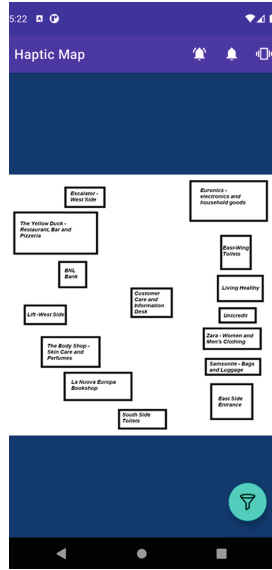 5:22
Haptic Map
Escalator -
West Side
Euronics -
electronics and
household goods
The Yellow Duck -
Restaurant, Bar and
Pizzeria
East-Wing
Toilets
BNL
Bank
Living Healthy
Customer
Care and
Information
Desk
Lift -West Side
Unicredit
Zara - Women and
Men's Clothing
The Body Shop -
Skin Care and
Perfumes
Samsonite - Bags
and Luggage
La Nuova Europa
Bookshop
East Side
Entrance
South Side
Toilets